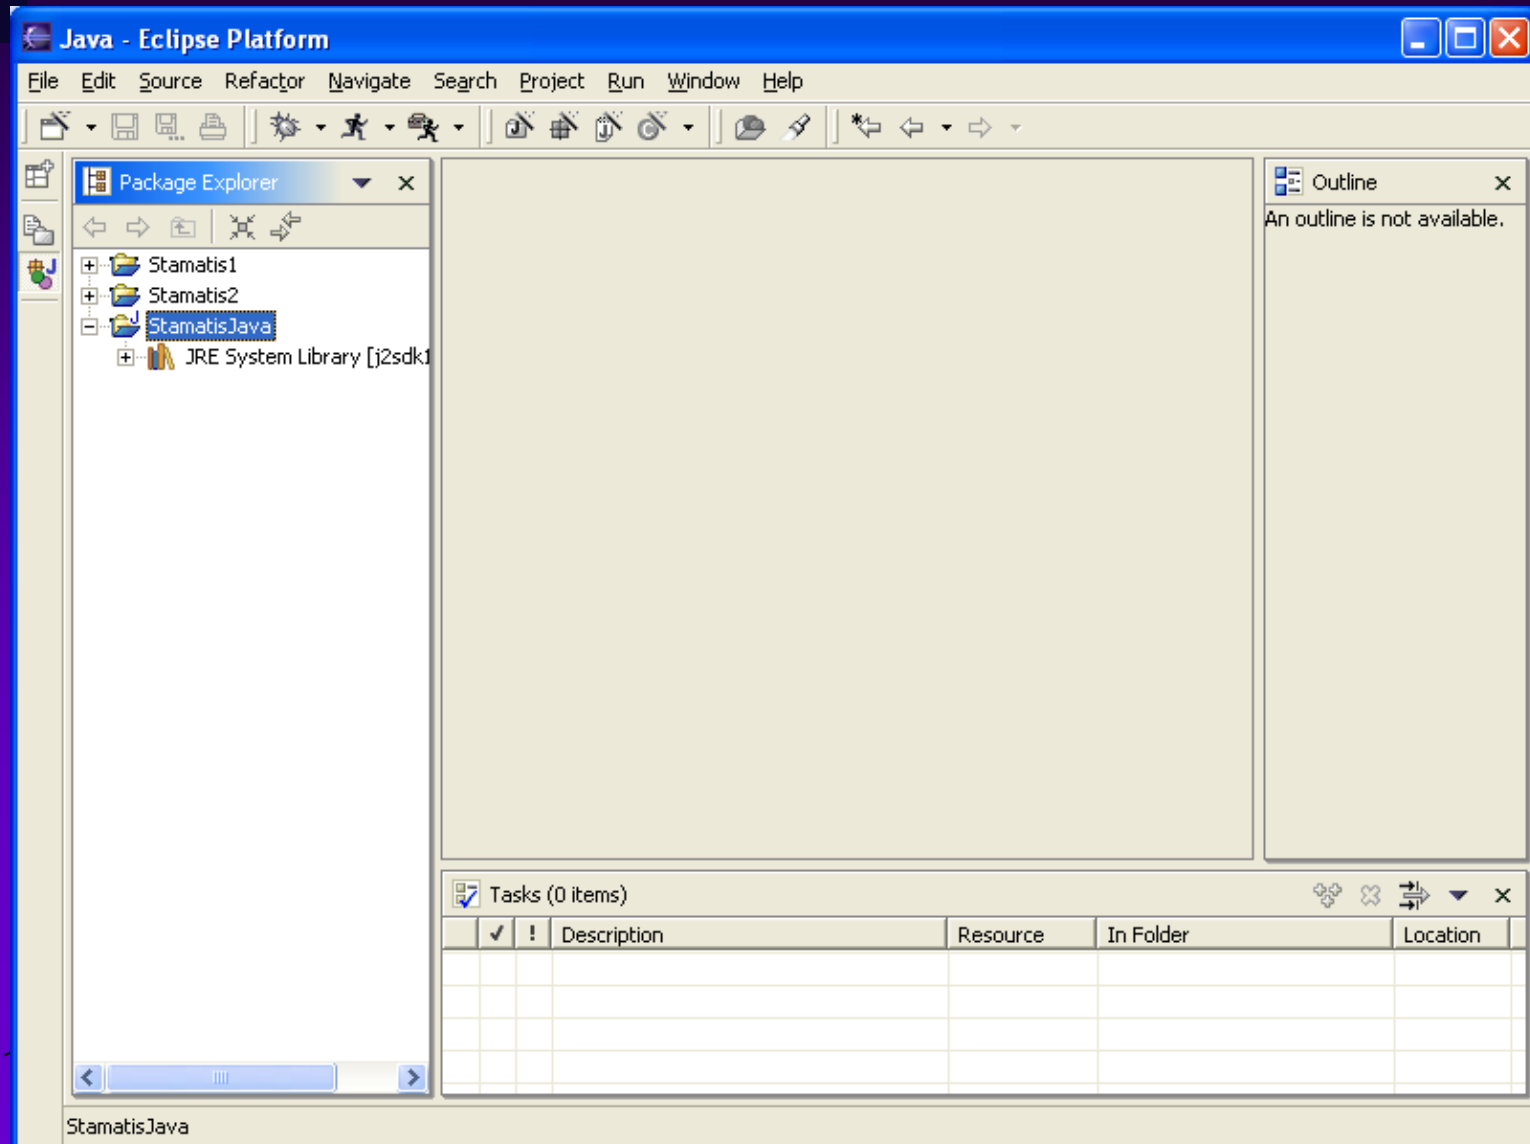 Java - Eclipse Platform
File Edit Source Refactor Navigate Search Project Run Window Help
Package Explorer
Outline
An outline is not available.
Stamatis1
Stamatis2
StamatisJava
JRE System Library [j2sdk1
Tasks (0 items)
! Description Resource In Folder Location
StamatisJava